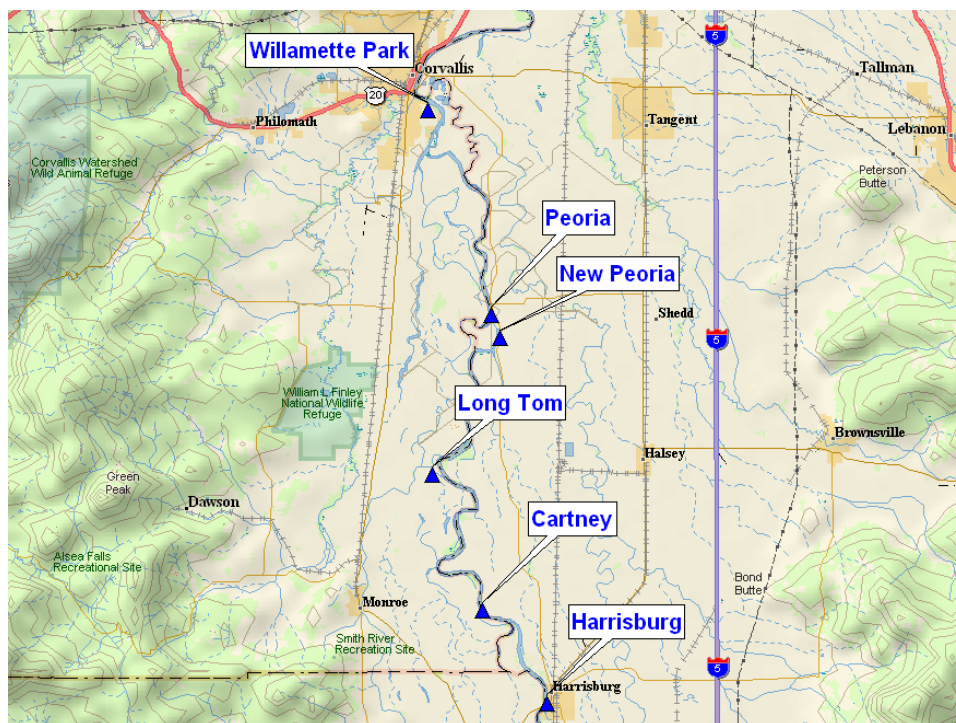 5
Willamette Park
Corvallis
Tallman
20
Philomath
Tangent
Lebanon
Corvallis Watershed
Wild Animal Refuge
Peterson
Butte
Peoria
New Peoria
Shedd
5
William L. Finley
National Wildlife
Refuge
Long Tom
Brownsville
Halsey
Green
Peak
Dawson
Cartney
Alsea Falls
Recreational Site
Bond
Butte
Monroe
Harrisburg
Smith River
Recreation Site
5
Harrisburg